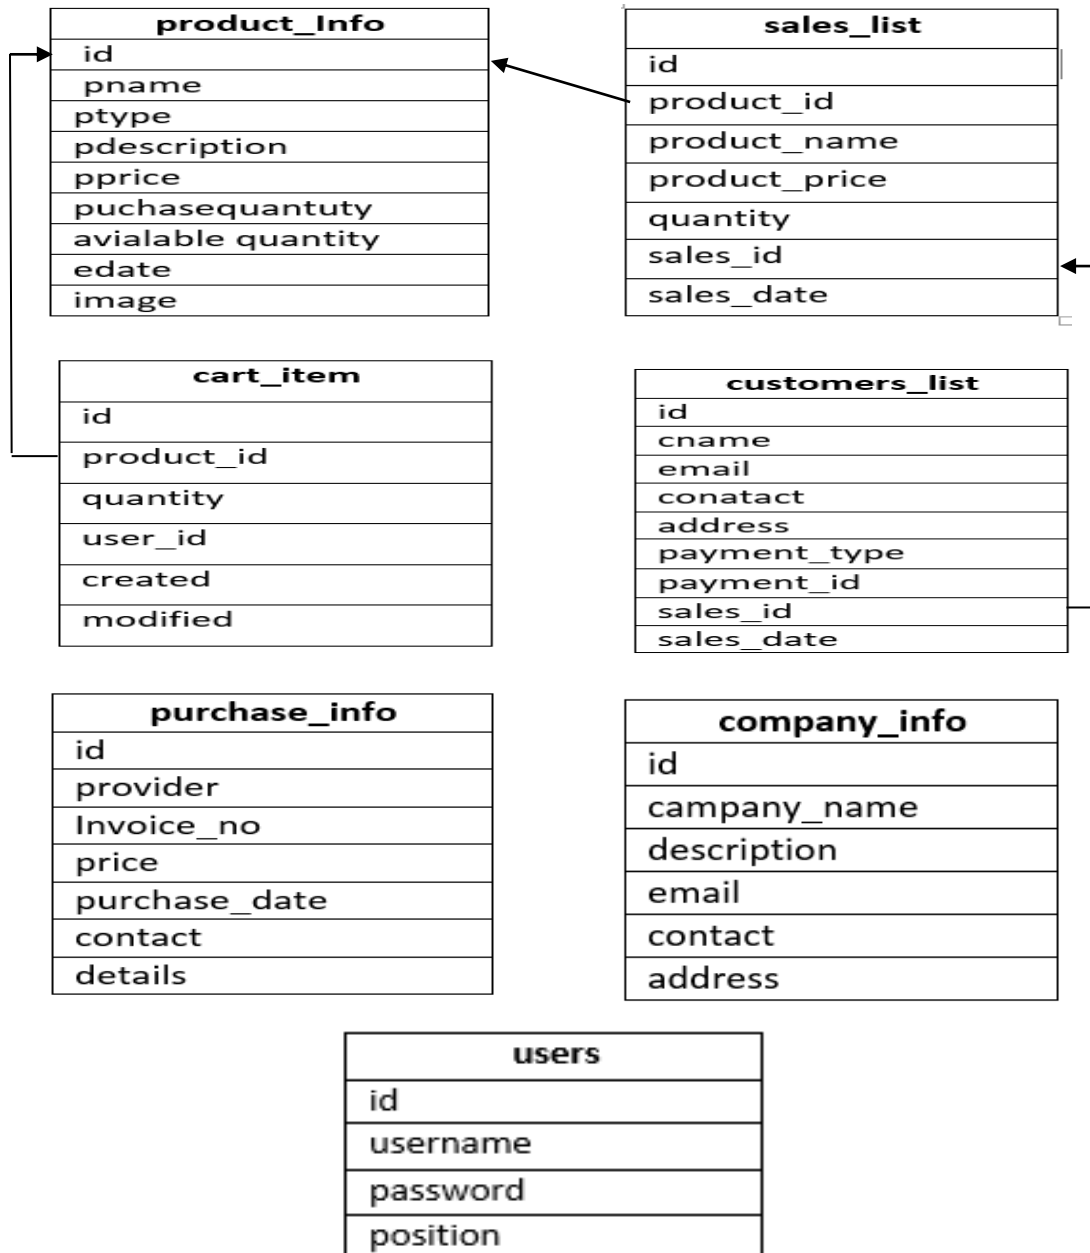 product_Info
id
pname
ptype
pdescription
pprice
puchasequantuty
avialable quantity
edate
image
sales_list
id
product_id
product_name
product_price
quantity
sales_id
sales_date
cart_item
id
product_id
quantity
user_id
created
modified
customers_list
id
cname
email
conatact
address
payment_type
payment_id
sales_id
sales_date
purchase_info
id
provider
Invoice_no
price
purchase_date
contact
details
company_info
id
campany_name
description
email
contact
address
users
id
username
password
position